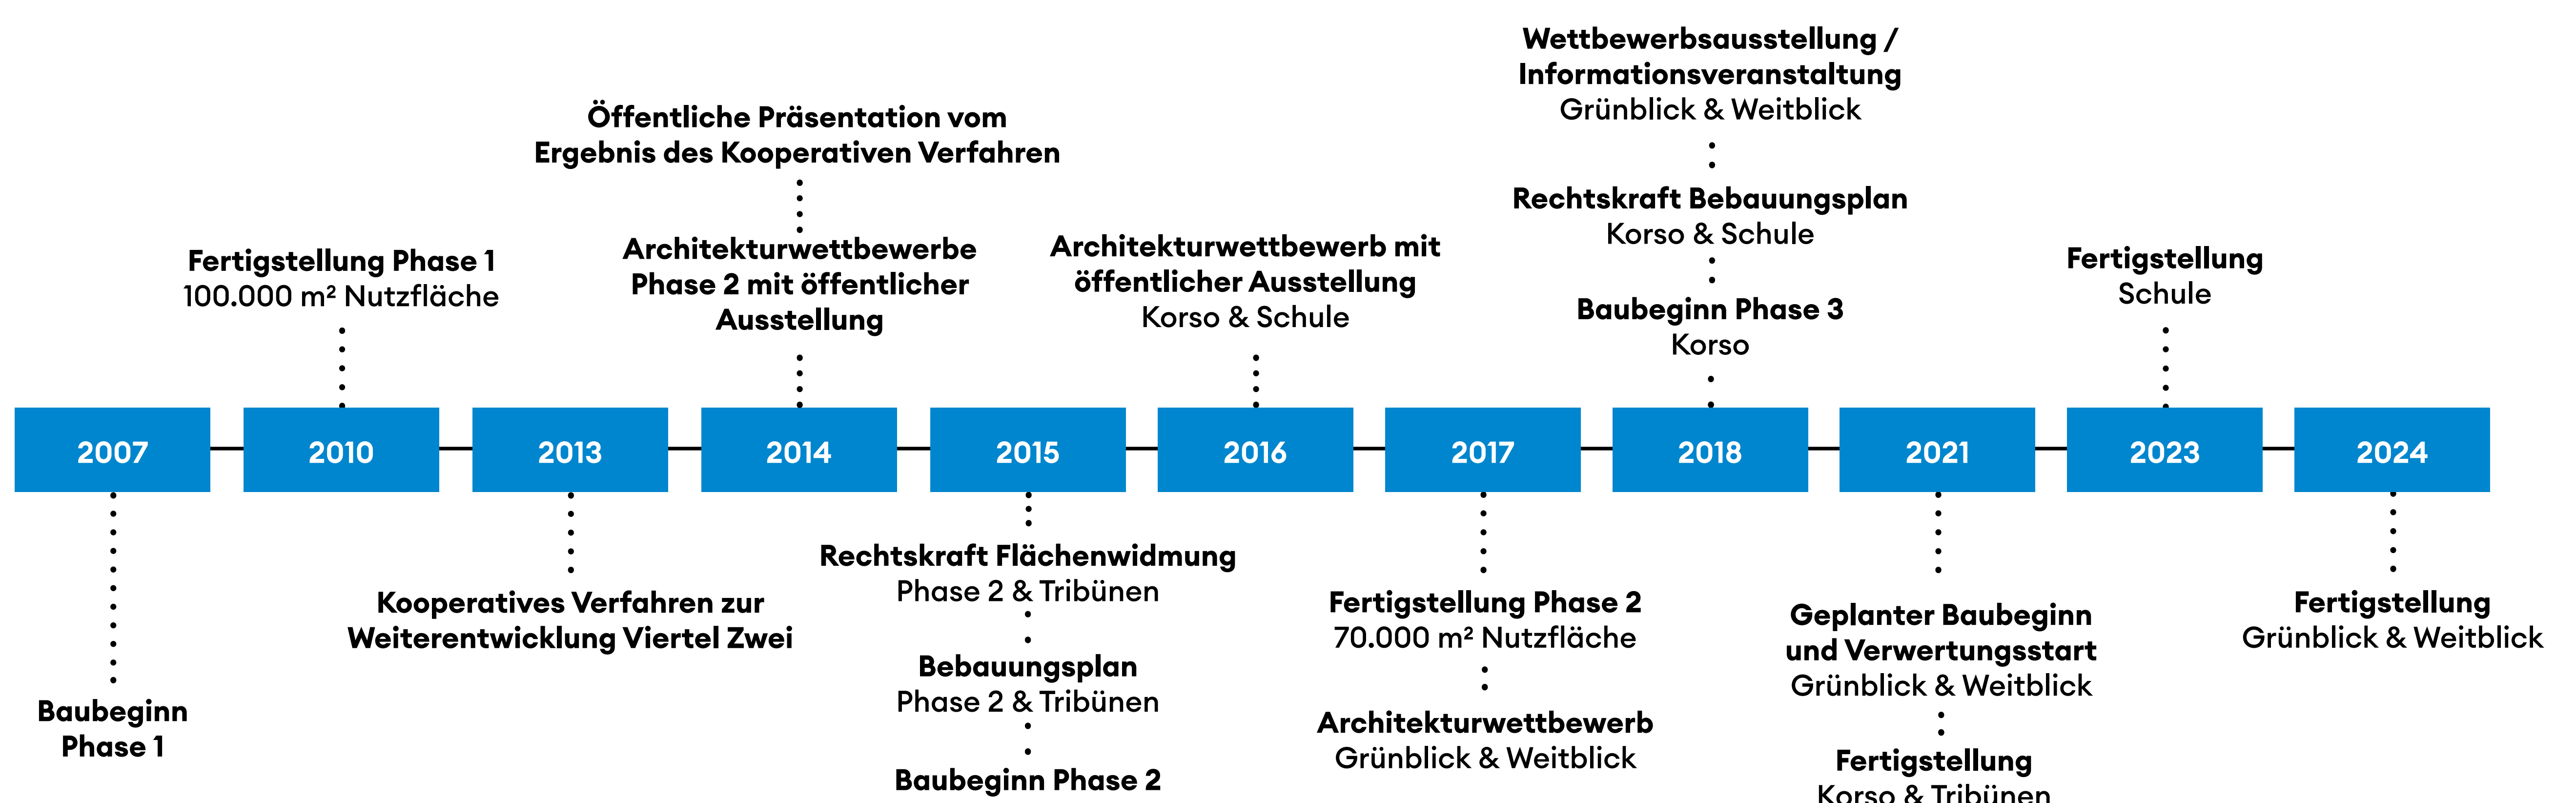 Wettbewerbsausstellung /
Informationsveranstaltung
Grünblick & Weitblick
Öffentliche Präsentation vom
Ergebnis des Kooperativen Verfahren
Rechtskraft Bebauungsplan
Korso & Schule
Fertigstellung Phase 1
100.000 m² Nutzfläche
Architekturwettbewerbe
Phase 2 mit öffentlicher
Ausstellung
Architekturwettbewerb mit
öffentlicher Ausstellung
Korso & Schule
Baubeginn Phase 3
Korso
Fertigstellung
Schule
2007
2010
2013
2014
2015
2016
2017
2018
2021
2023
2024
Baubeginn
Phase 1
Kooperatives Verfahren zur
Weiterentwicklung Viertel Zwei
Rechtskraft Flächenwidmung
Phase 2 & Tribünen
Bebauungsplan
Phase 2 & Tribünen
Baubeginn Phase 2
Fertigstellung Phase 2
70.000 m² Nutzfläche
Architekturwettbewerb
Grünblick & Weitblick
Geplanter Baubeginn
und Verwertungsstart
Grünblick & Weitblick
Fertigstellung
Korso & Tribünen
Fertigstellung
Grünblick & Weitblick